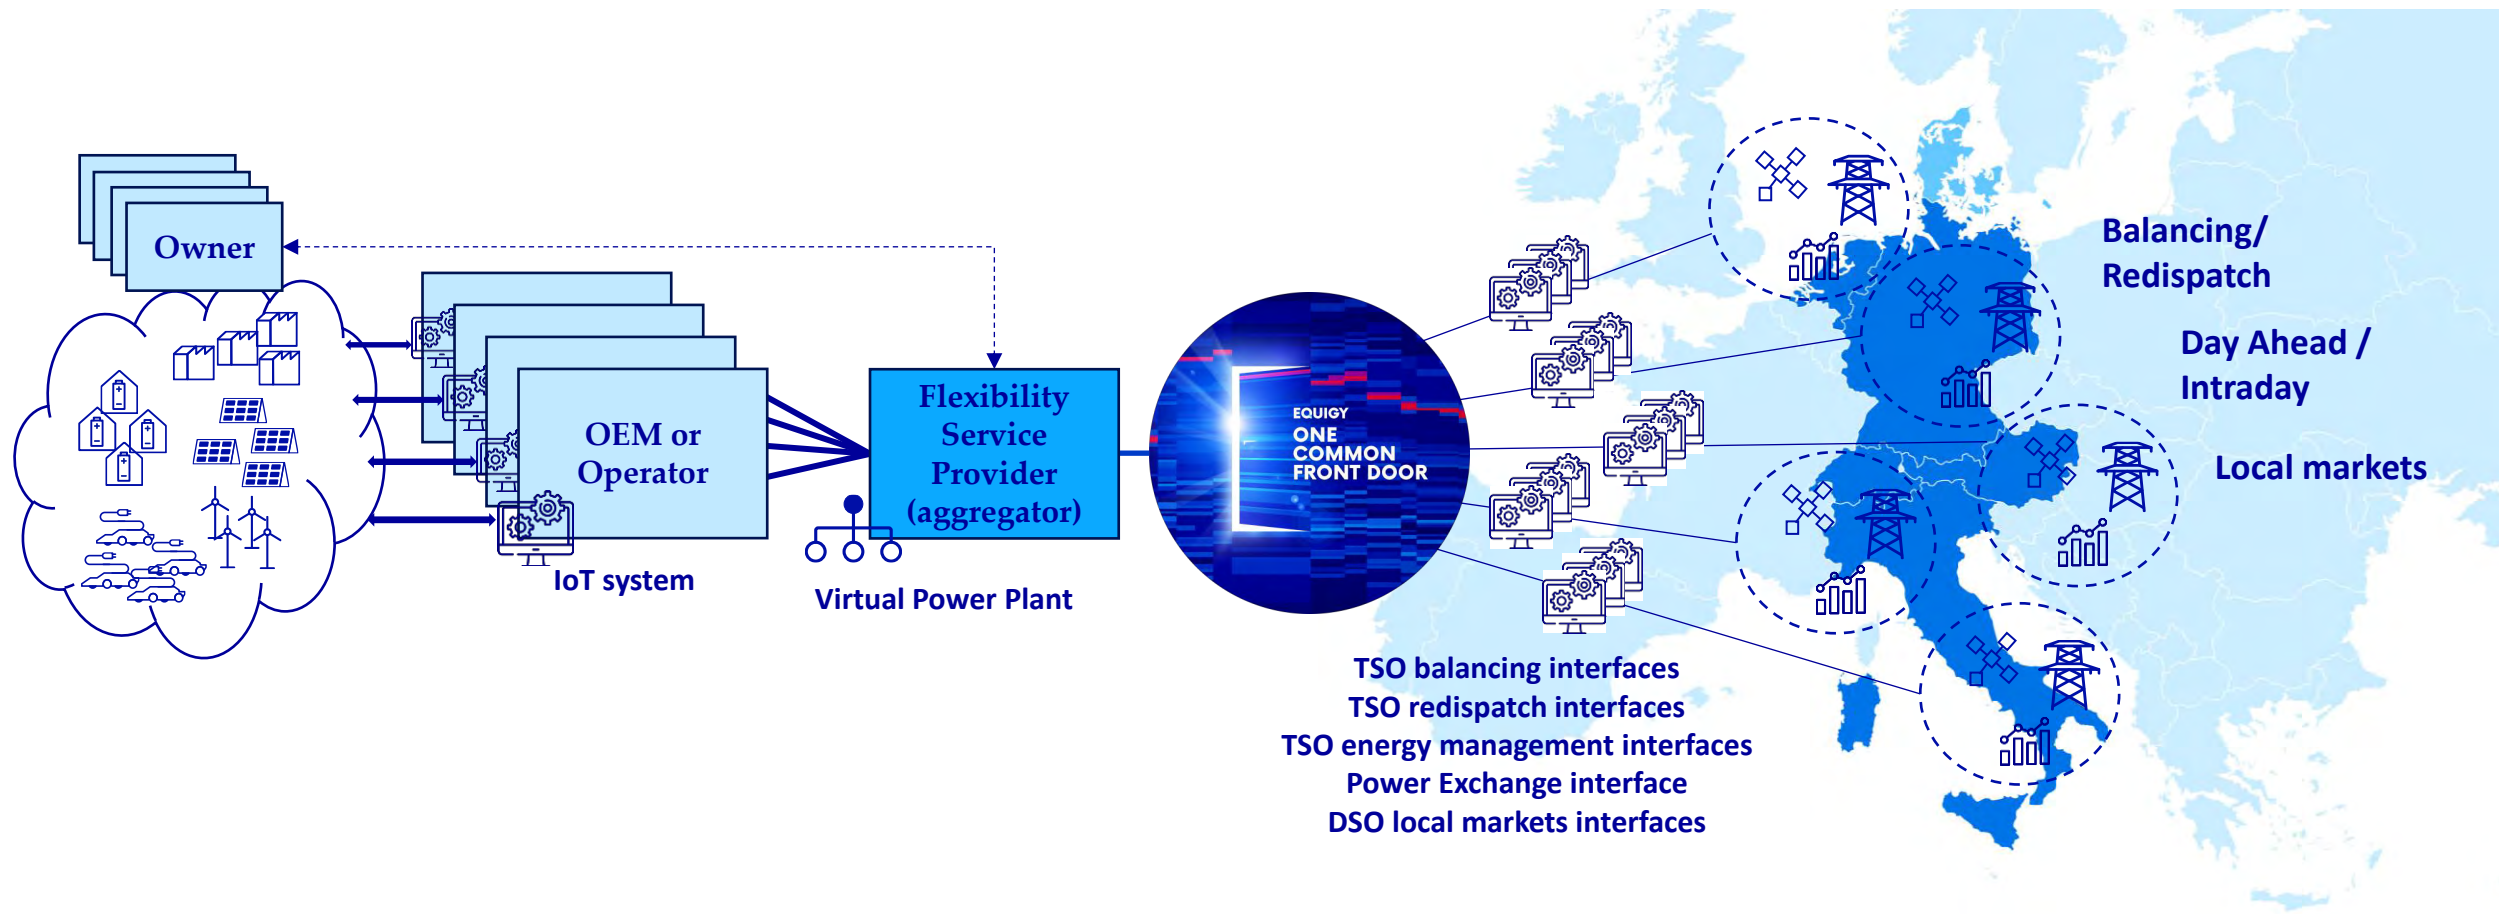 Owner
OEM or
Operator
IoT system
Flexibility
Service
Provider
(aggregator)
Virtual Power Plant
EQUIGY
ONE
COMMON
FRONT DOOR
TSO balancing interfaces
TSO redispatch interfaces
TSO energy management interfaces
Power Exchange interface
DSO local markets interfaces
Balancing/
Redispatch
Day Ahead /
Intraday
Local markets